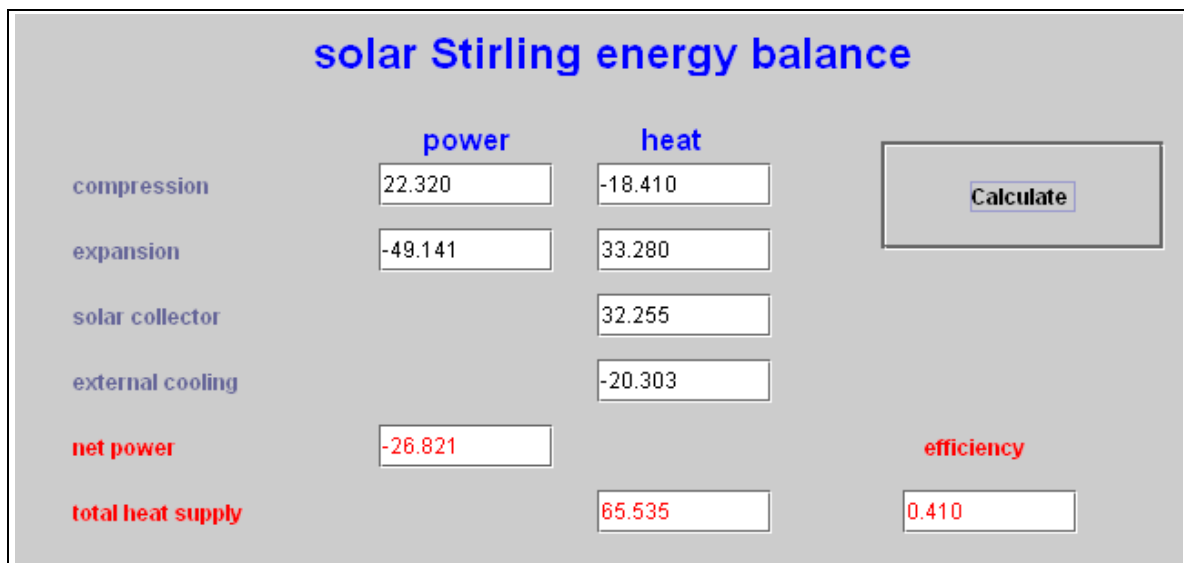 solar Stirling energy balance
power heat
compression 22.320 -18.410 Calculate
expansion -49.141 33.280
solar collector 32.255
external cooling -20.303
net power -26.821 efficiency
total heat supply 65.535 0.410